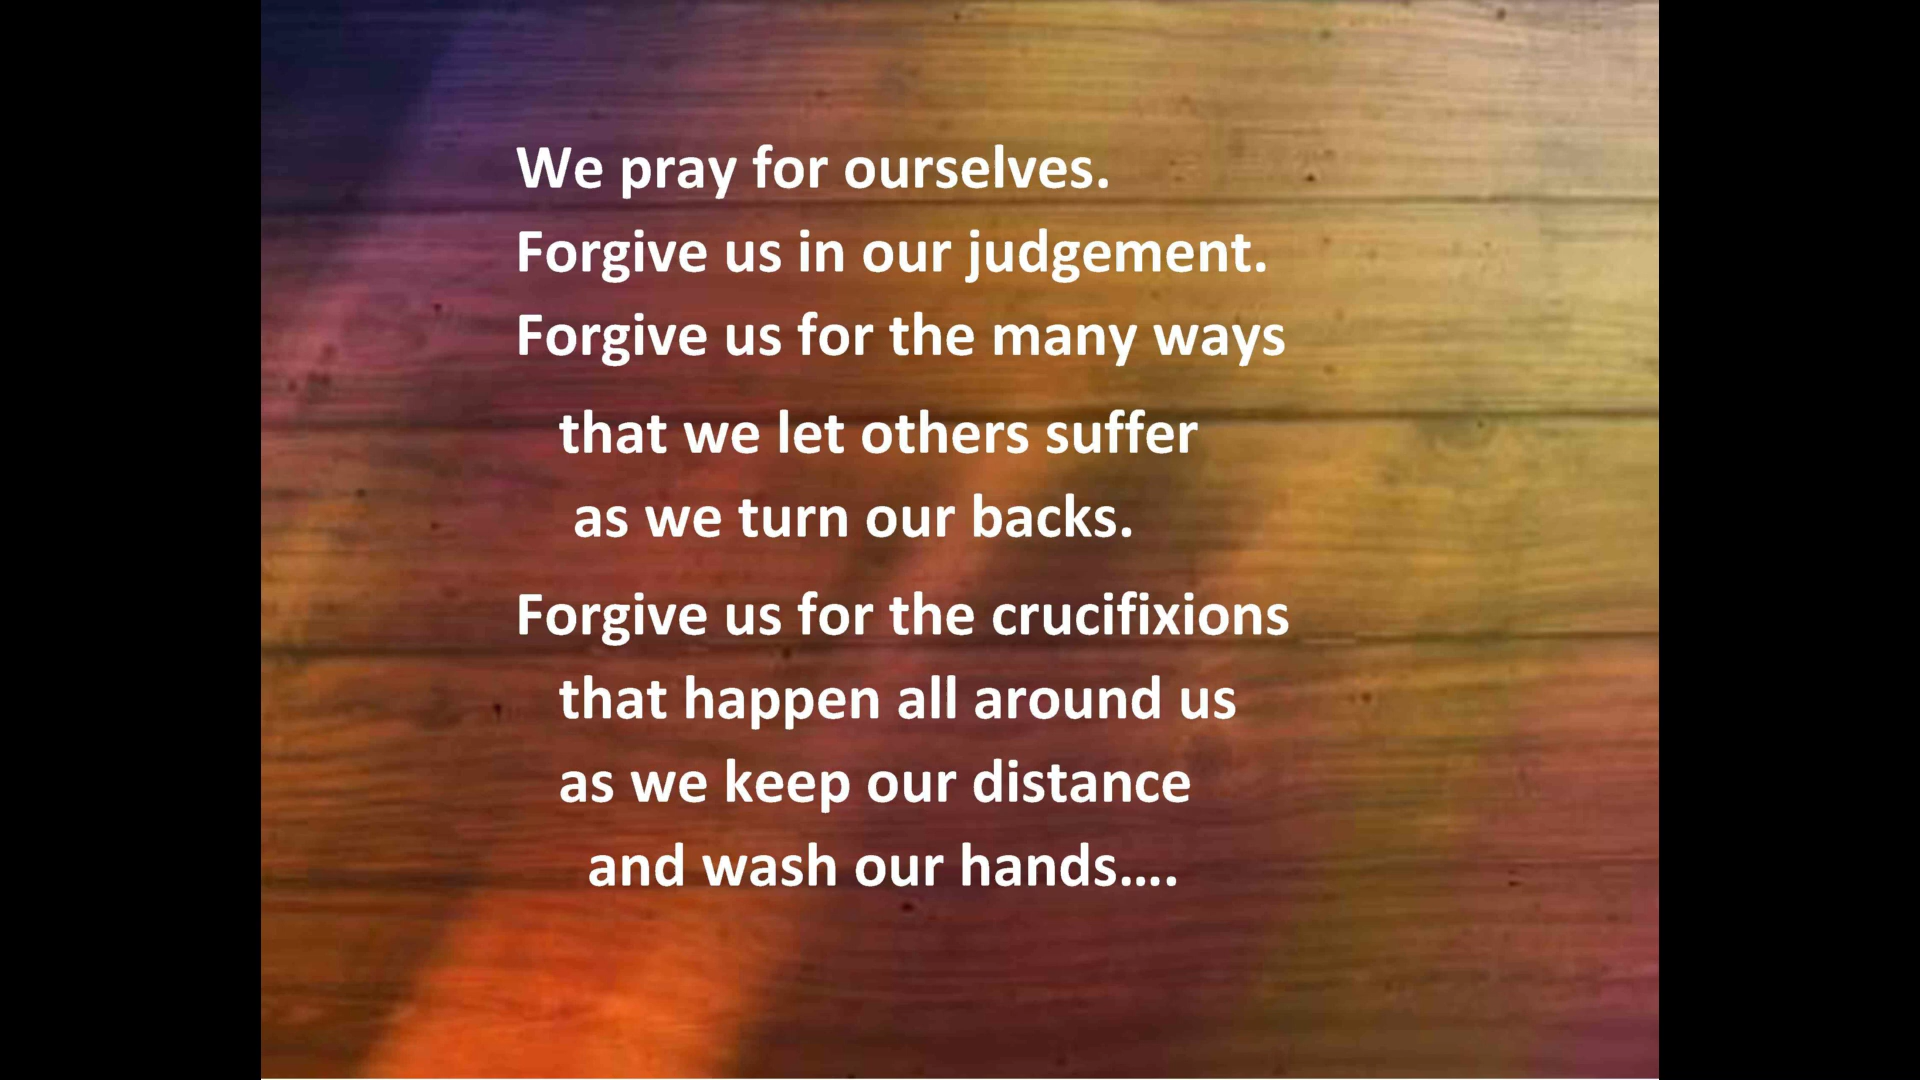 We pray for ourselves.
Forgive us in our judgement.
Forgive us for the many ways
that we let others suffer
as we turn our backs.
Forgive us for the crucifixions
that happen all around us
as we keep our distance
and wash our hands….